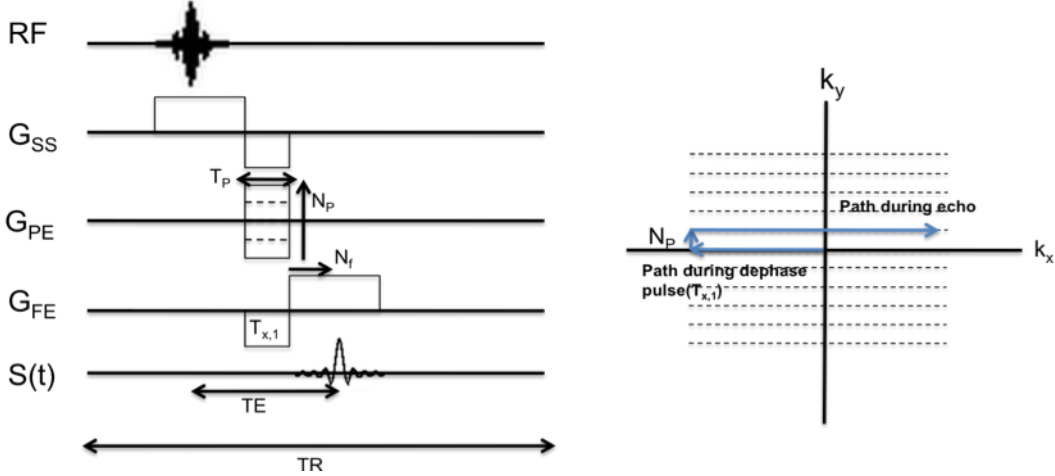 RF
G_SS
T_P
N_P
G_PE
N_f
G_FE
T_x,1
S(t)
TE
TR
k_y
Path during echo
N_P
k_x
Path during dephase
pulse(T_x,1)